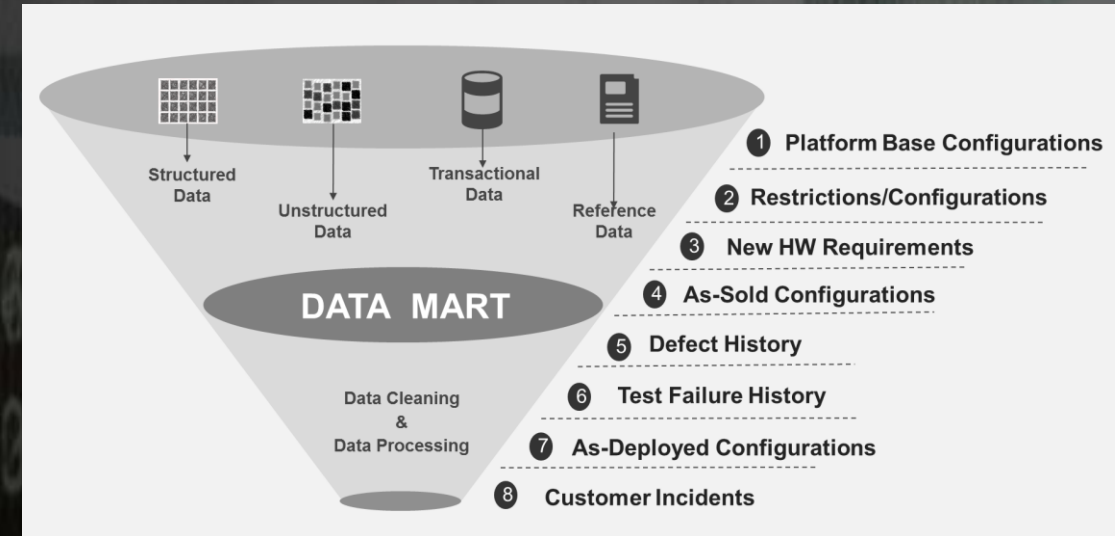 Structured
Data
Unstructured
Data
Transactional
Data
Reference
Data
DATA MART
Data Cleaning
&
Data Processing
1 Platform Base Configurations
2 Restrictions/Configurations
3 New HW Requirements
4 As-Sold Configurations
5 Defect History
6 Test Failure History
7 As-Deployed Configurations
8 Customer Incidents